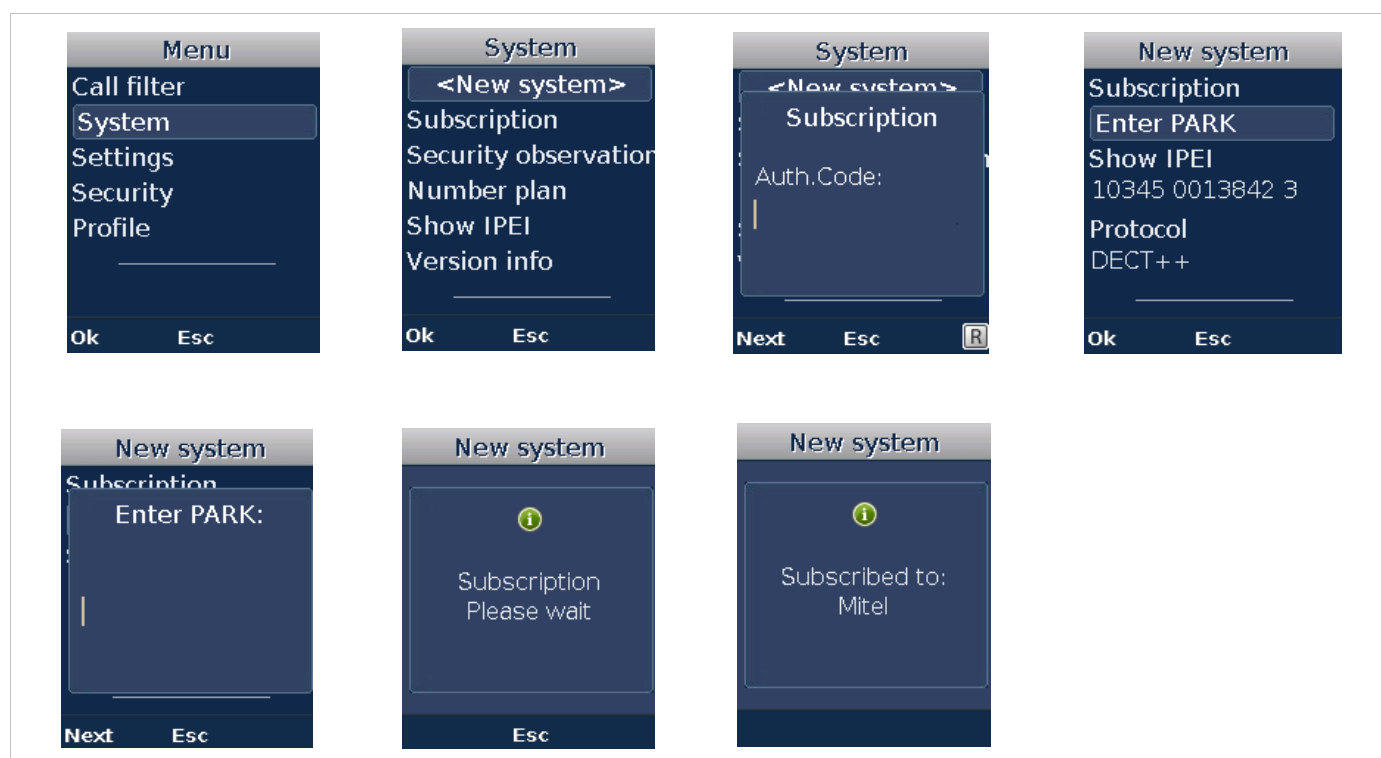 Menu
Call filter
System
Settings
Security
Profile
Ok Esc
System
<New system>
Subscription
Security observation
Number plan
Show IPEI
Version info
Ok Esc
System
<New system>
Subscription
Auth.Code:
Next Esc R
New system
Subscription
Enter PARK
Show IPEI
10345 0013842 3
Protocol
DECT++
Ok Esc
New system
Subscription
Enter PARK:
Next Esc
New system
Subscription
Please wait
Esc
New system
Subscribed to:
Mitel